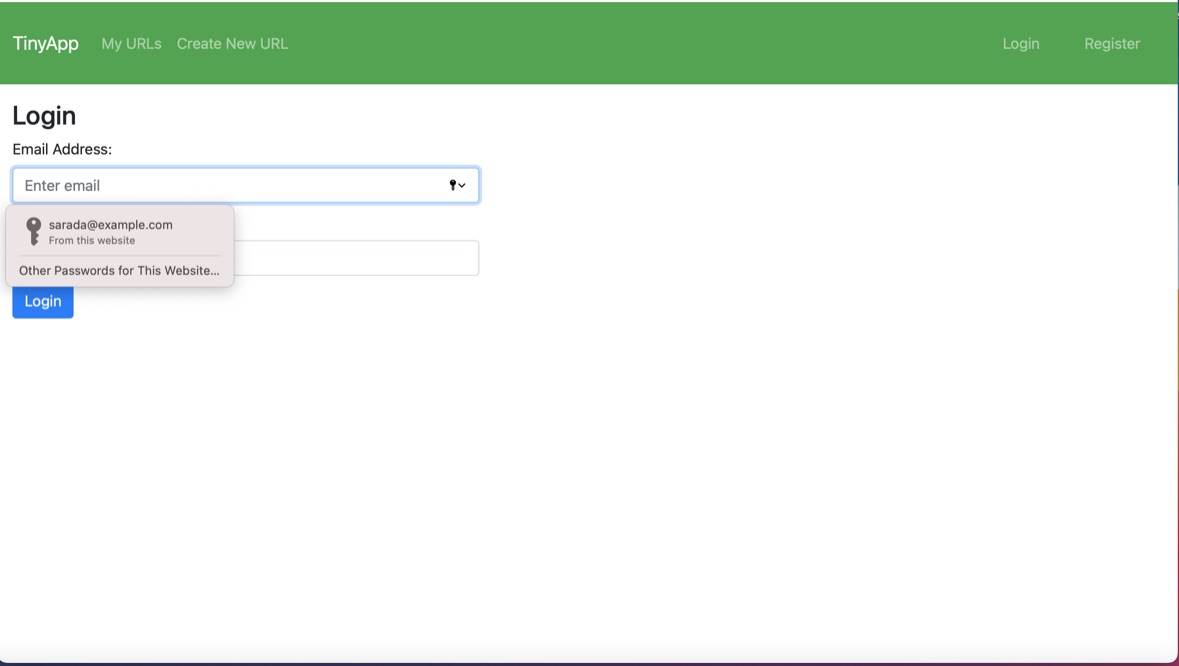 TinyApp My URLs Create New URL Login Register
Login
Email Address:
Enter email
sarada@example.com
From this website
Other Passwords for This Website...
Login